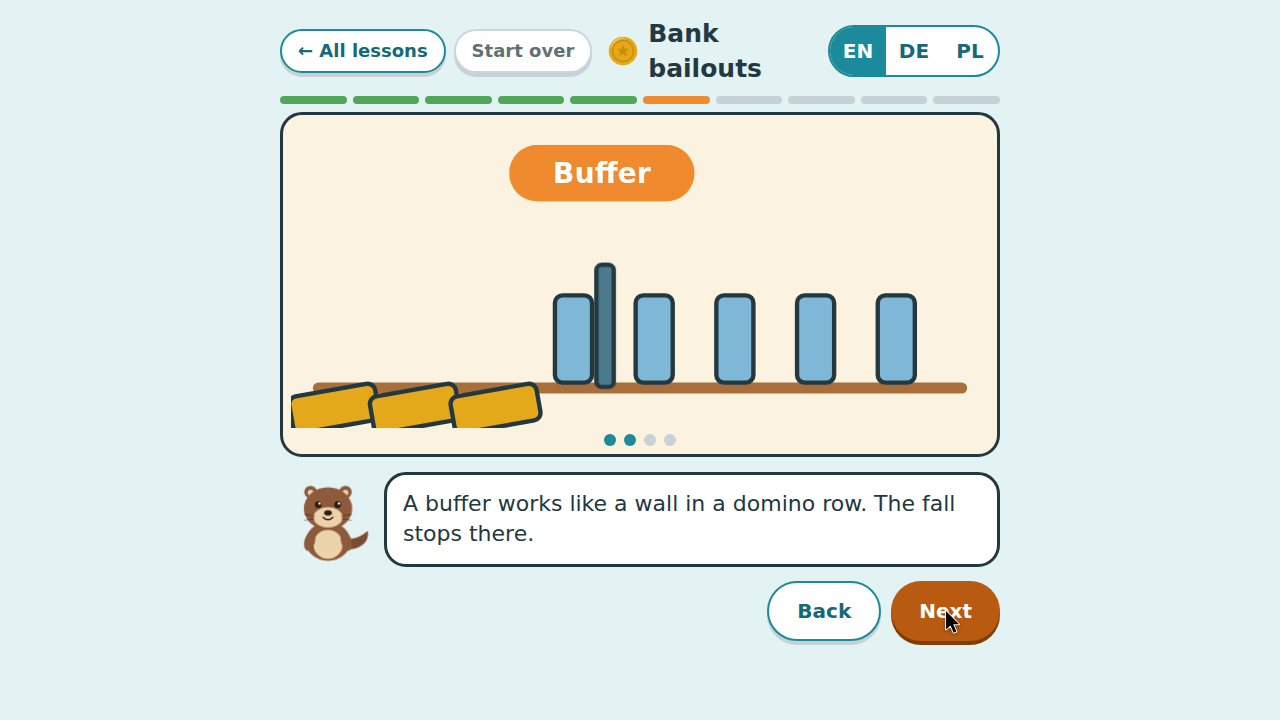 ← All lessons
Start over
Bank
bailouts
EN DE PL
Buffer
A buffer works like a wall in a domino row. The fall
stops there.
Back
Next